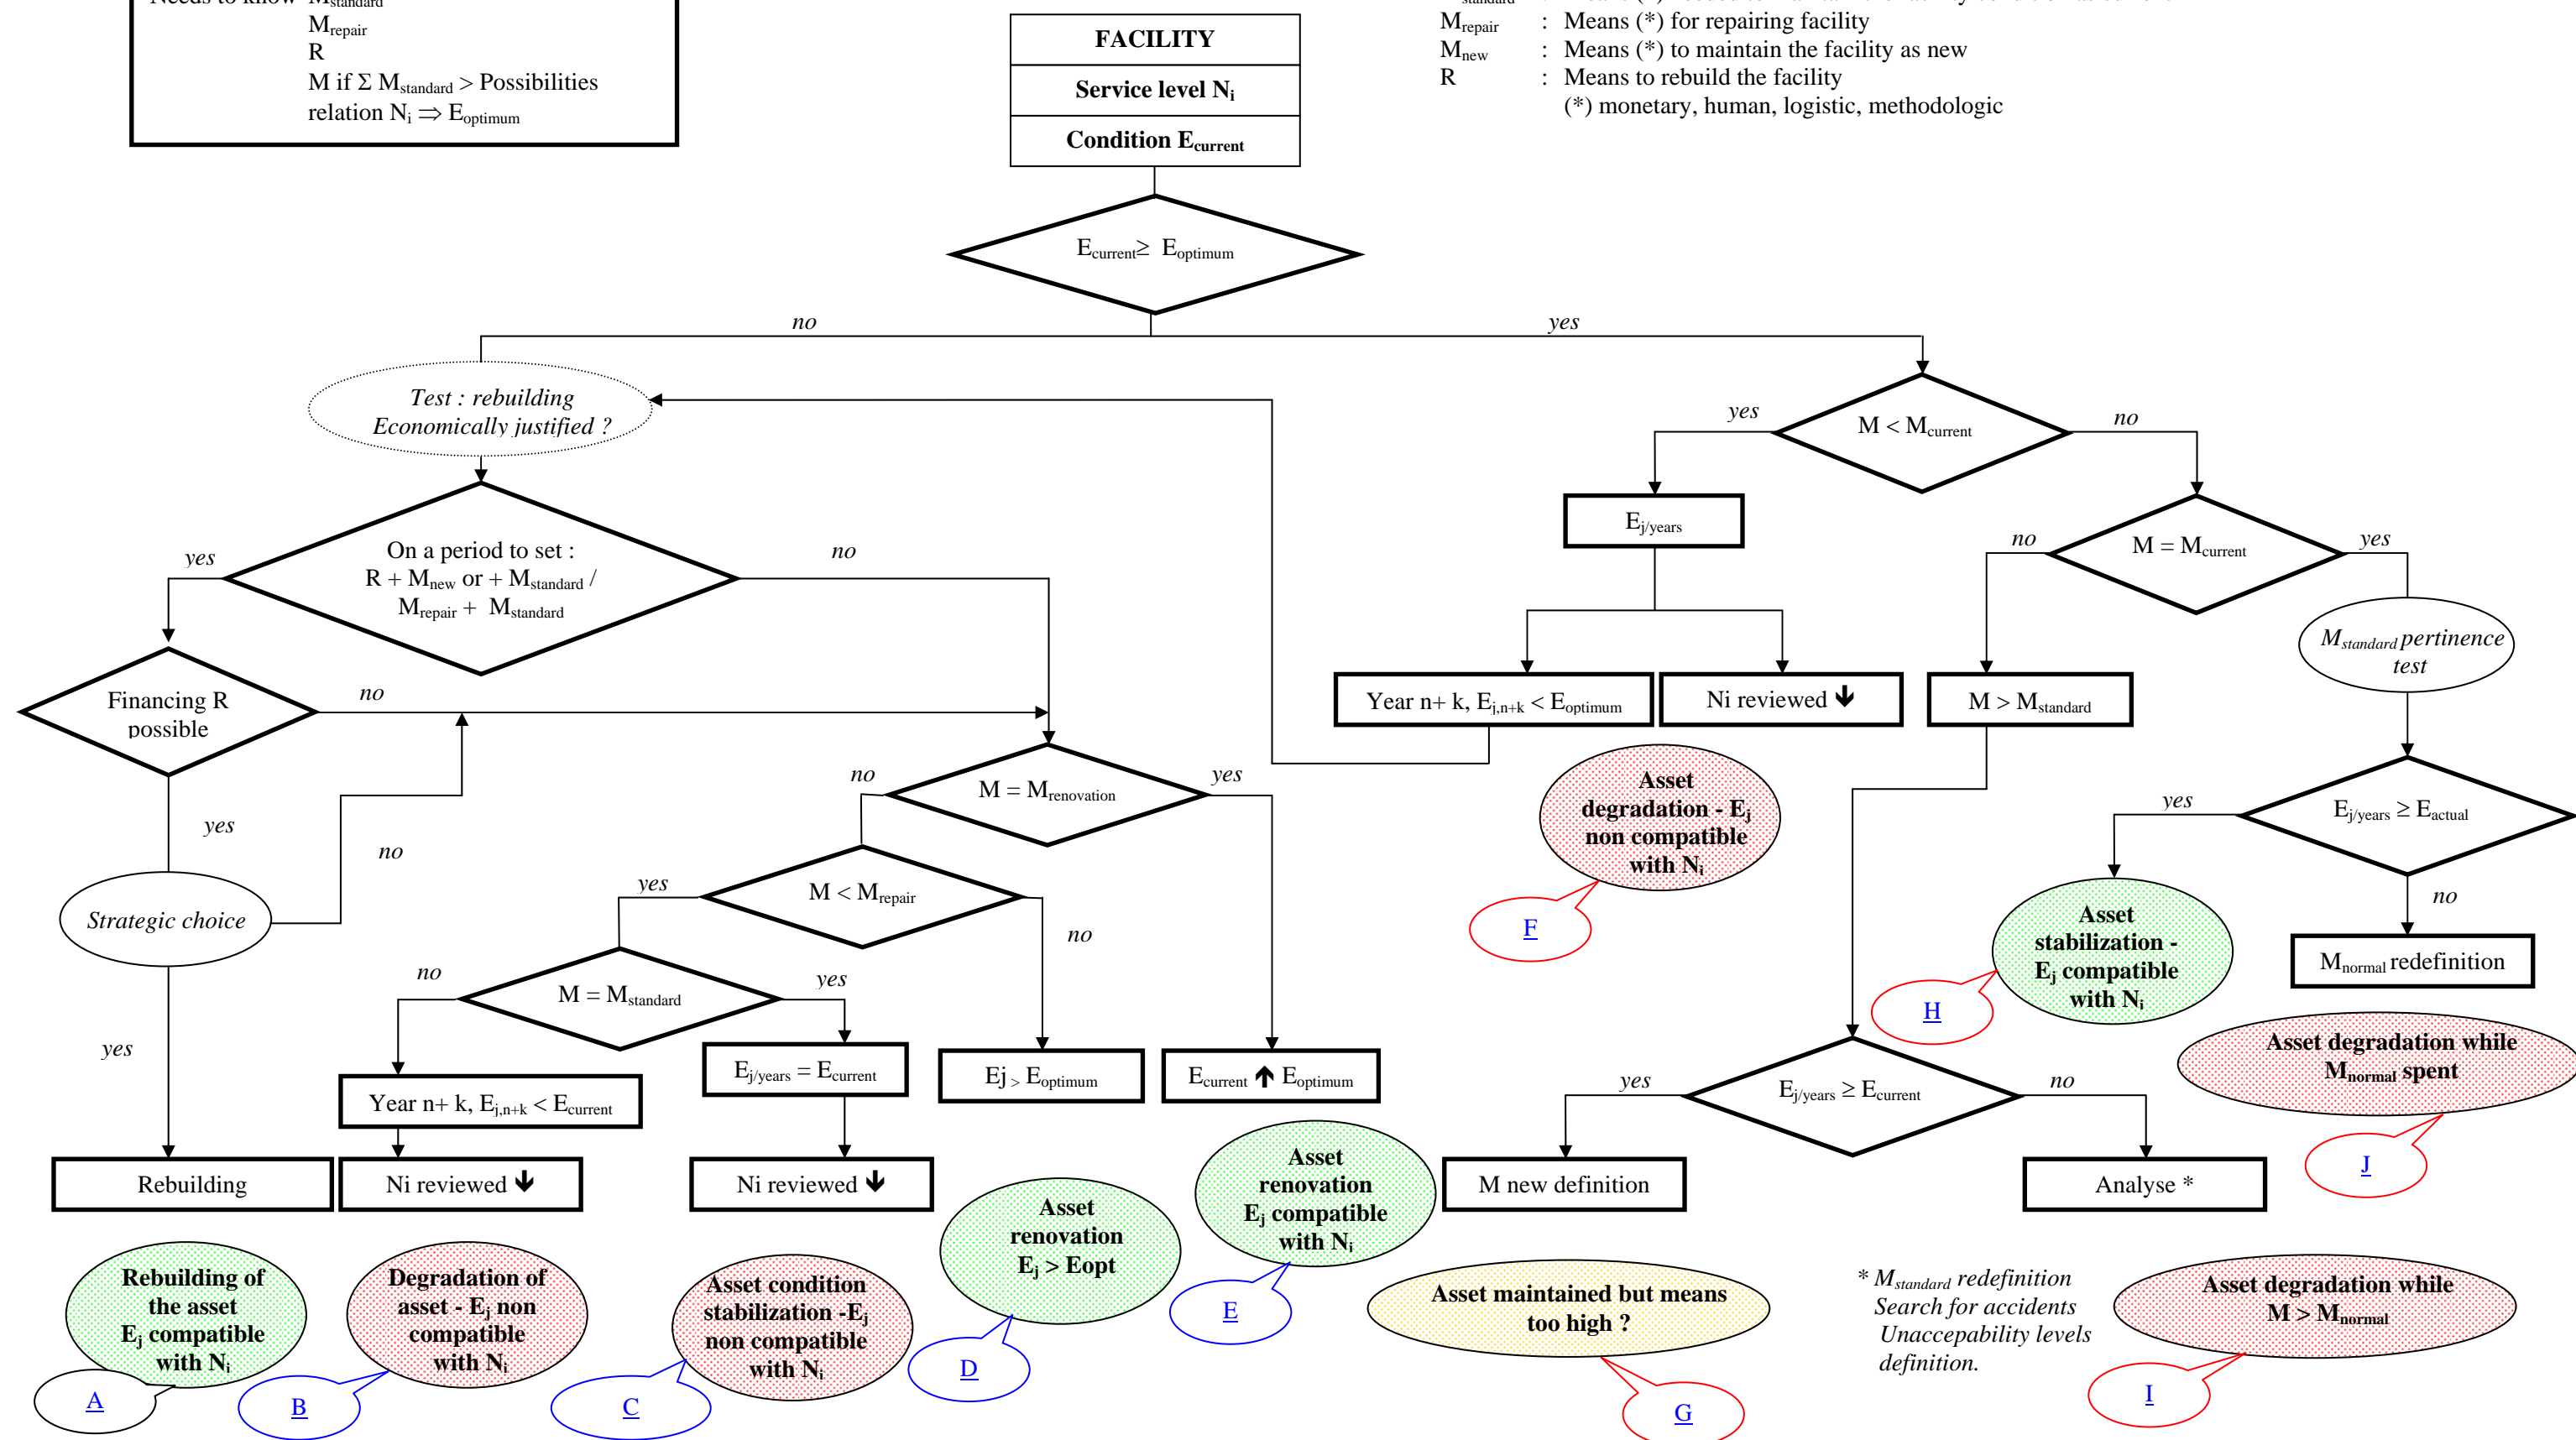 Needs to know M_standard
M_repair
R
M if Σ M_standard > Possibilities
relation N_i ⇒ E_optimum
FACILITY
Service level N_i
Condition E_current
M_repair : Means (*) for repairing facility
M_new : Means (*) to maintain the facility as new
R : Means to rebuild the facility
(*) monetary, human, logistic, methodologic
E_current ≥ E_optimum
no
yes
Test : rebuilding
Economically justified ?
yes
M < M_current
no
E_j/years
no
M = M_current
yes
yes
On a period to set :
R + M_new or + M_standard /
M_repair + M_standard
no
M_standard pertinence
test
Financing R
possible
no
Year n+ k, E_j,n+k < E_optimum
Ni reviewed 🡻
M > M_standard
no
M = M_renovation
yes
Asset
degradation - E_j
non compatible
with N_i
F
yes
E_j/years ≥ E_actual
no
yes
Strategic choice
no
yes
yes
M < M_repair
no
Asset
stabilization -
E_j compatible
with N_i
H
M_normal redefinition
no
M = M_standard
yes
Year n+ k, E_j,n+k < E_current
E_j/years = E_current
Ej > E_optimum
E_current 🡹 E_optimum
yes
E_j/years ≥ E_current
no
Asset degradation while
M_normal spent
J
Rebuilding
Ni reviewed 🡻
Ni reviewed 🡻
M new definition
Analyse *
Rebuilding of
the asset
E_j compatible
with N_i
A
Degradation of
asset - E_j non
compatible
with N_i
B
Asset condition
stabilization -E_j
non compatible
with N_i
C
Asset
renovation
E_j > Eopt
D
Asset
renovation
E_j compatible
with N_i
E
Asset maintained but means
too high ?
G
* M_standard redefinition
Search for accidents
Unaccepability levels
definition.
Asset degradation while
M > M_normal
I